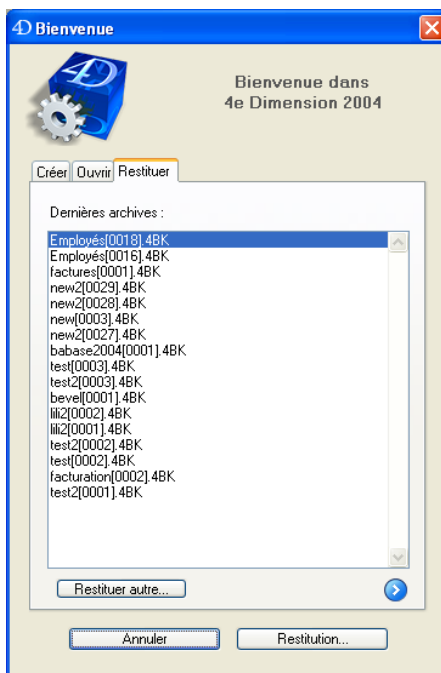 4D Bienvenue
4D
Bienvenue dans
4e Dimension 2004
Créer Ouvrir Restituer
Dernières archives :
Employés[0018].4BK
Employés[0016].4BK
factures[0001].4BK
new2[0029].4BK
new2[0028].4BK
new[0003].4BK
new2[0027].4BK
babase2004[0001].4BK
test[0003].4BK
test2[0003].4BK
bevel[0001].4BK
lili2[0002].4BK
lili2[0001].4BK
test2[0002].4BK
test[0002].4BK
facturation[0002].4BK
test2[0001].4BK
Restituer autre...
Annuler Restitution...